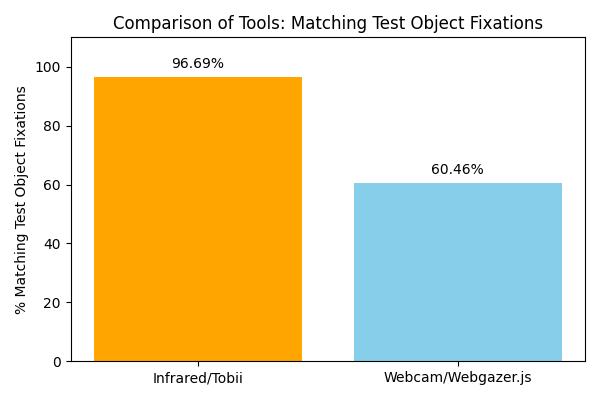 Comparison of Tools: Matching Test Object Fixations
% Matching Test Object Fixations
100
80
60
40
20
0
96.69%
60.46%
Infrared/Tobii
Webcam/Webgazer.js